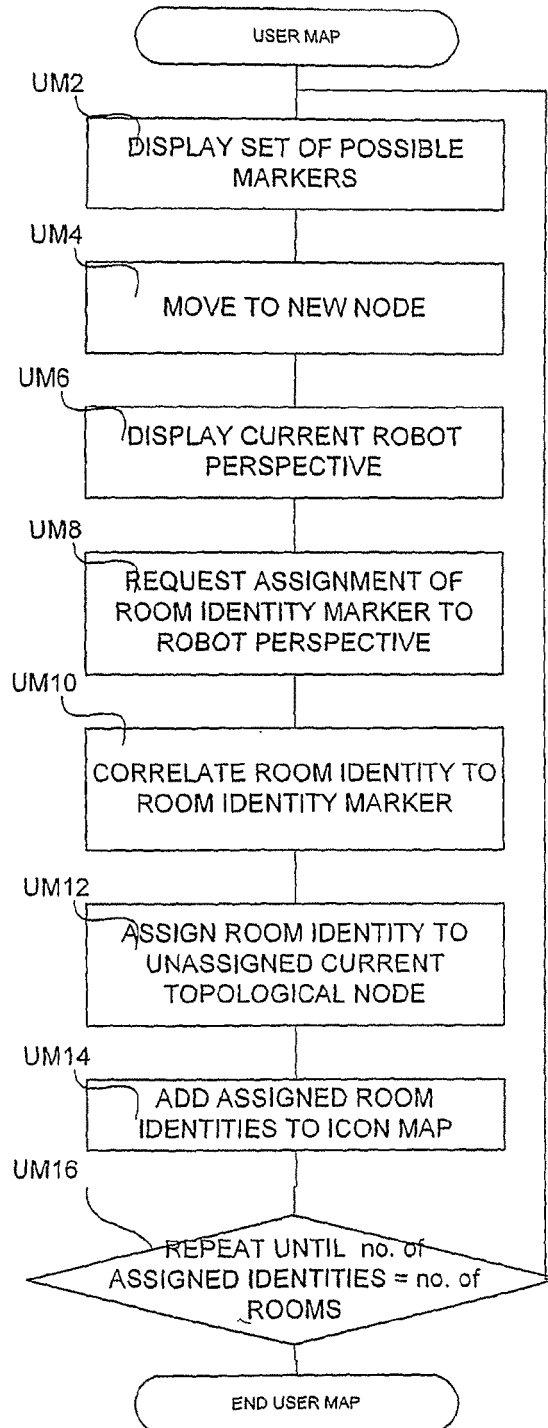 USER MAP
UM2
DISPLAY SET OF POSSIBLE
MARKERS
UM4
MOVE TO NEW NODE
UM6
DISPLAY CURRENT ROBOT
PERSPECTIVE
UM8
REQUEST ASSIGNMENT OF
ROOM IDENTITY MARKER TO
ROBOT PERSPECTIVE
UM10
CORRELATE ROOM IDENTITY TO
ROOM IDENTITY MARKER
UM12
ASSIGN ROOM IDENTITY TO
UNASSIGNED CURRENT
TOPOLOGICAL NODE
UM14
ADD ASSIGNED ROOM
IDENTITIES TO ICON MAP
UM16
REPEAT UNTIL no. of
ASSIGNED IDENTITIES = no. of
ROOMS
END USER MAP